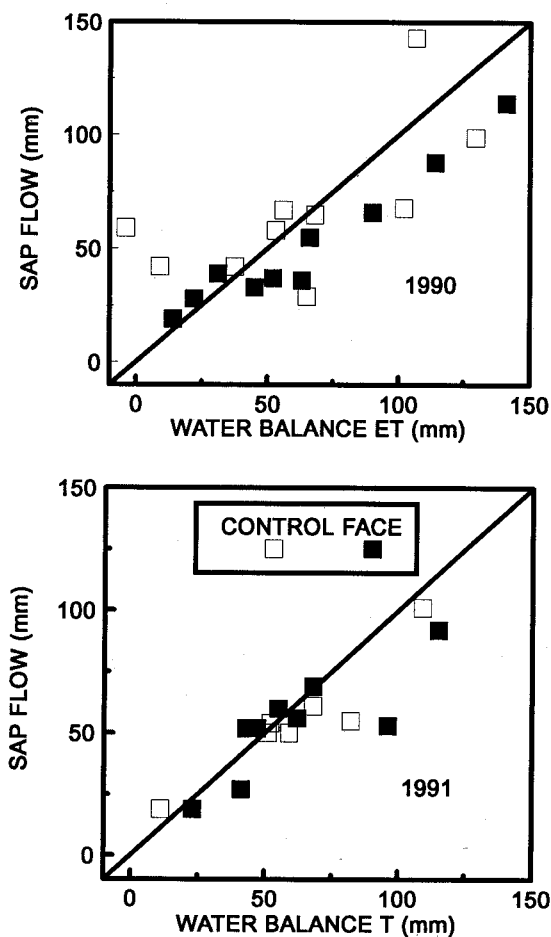 150
100
50
0
SAP FLOW (mm)
1990
0 50 100 150
WATER BALANCE ET (mm)
150
100
50
0
SAP FLOW (mm)
CONTROL FACE
1991
0 50 100 150
WATER BALANCE T (mm)